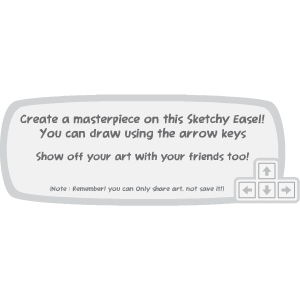 Create a masterpiece on this Sketchy Easel!
You can draw using the arrow keys
Show off your art with your friends too!
(Note : Remember! you can Only share art, not save it!)